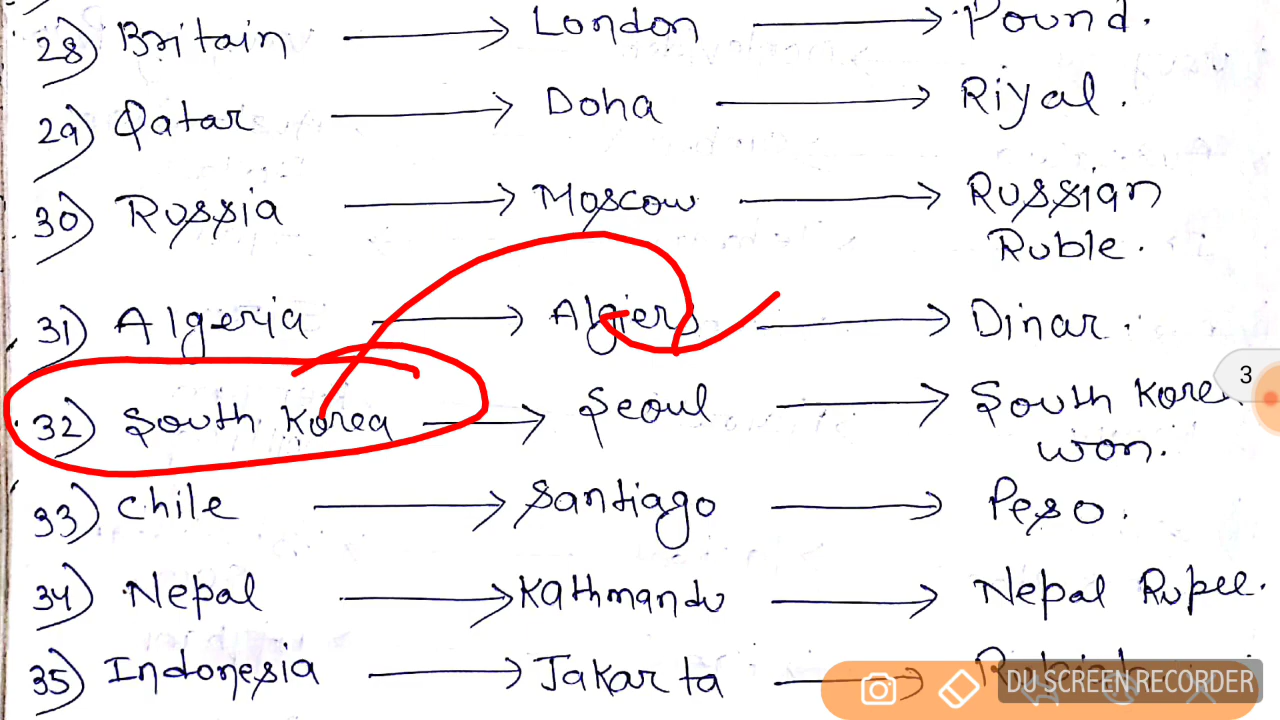 28) Britain → London → Pound.
29) Qatar → Doha → Riyal.
30) Russia → Moscow → Russian
Ruble.
31) Algeria → Algiers → Dinar.
3
32) South Korea → Seoul → South Kore
won.
33) Chile → Santiago → Peso.
34) Nepal → Kathmandu → Nepal Rupee.
35) Indonesia → Jakarta →
DU SCREEN RECORDER